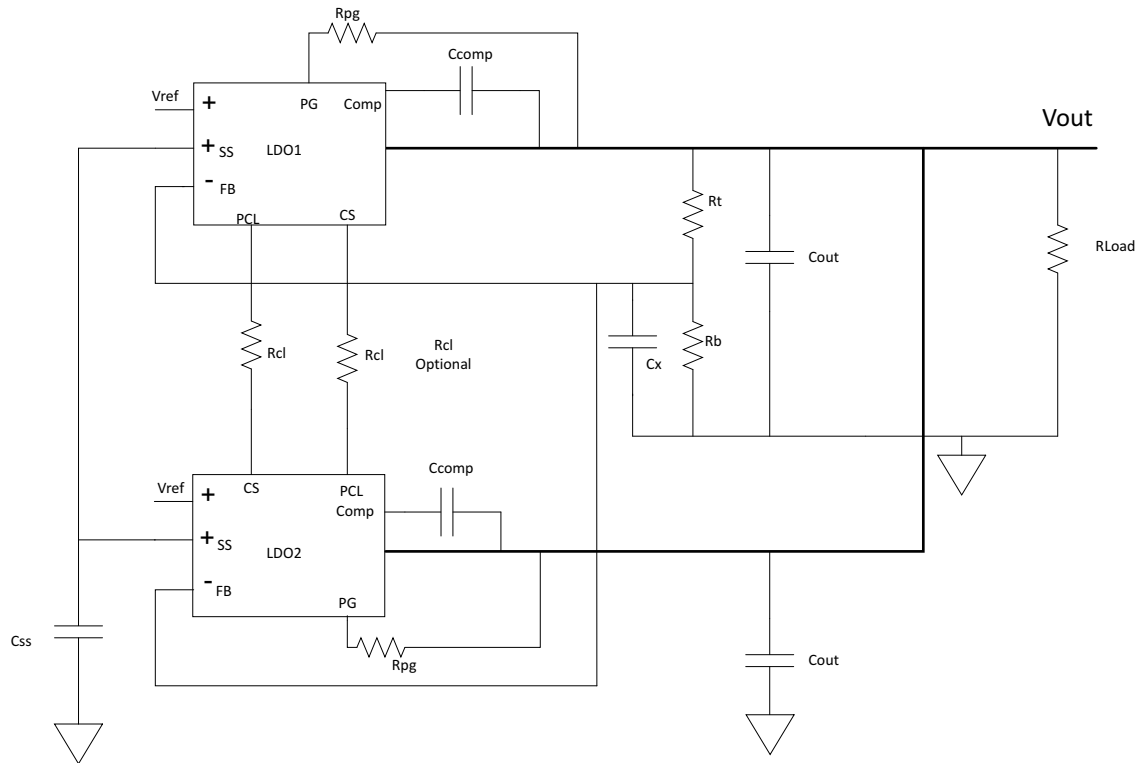 Rpg
Ccomp
Vref
+
PG
Comp
Vout
+
SS
LDO1
-
FB
PCL
CS
Rt
Cout
RLoad
Rcl
Rcl
Rcl
Optional
Cx
Rb
Ccomp
Vref
+
CS
PCL
Comp
+
SS
LDO2
-
FB
PG
Css
Rpg
Cout